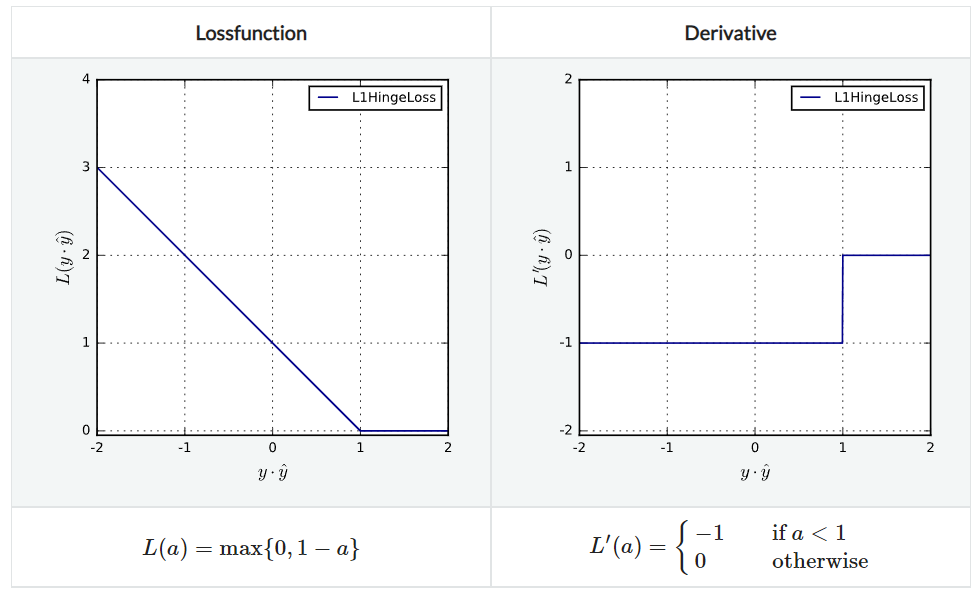 Lossfunction
Derivative
4
3
2
1
0
-2 -1 0 1 2
L(y · ŷ)
y · ŷ
L1HingeLoss
2
1
0
-1
-2
-2 -1 0 1 2
L′(y · ŷ)
y · ŷ
L1HingeLoss
L(a) = max{0, 1 − a}
L′(a) = { −1 if a < 1
0 otherwise